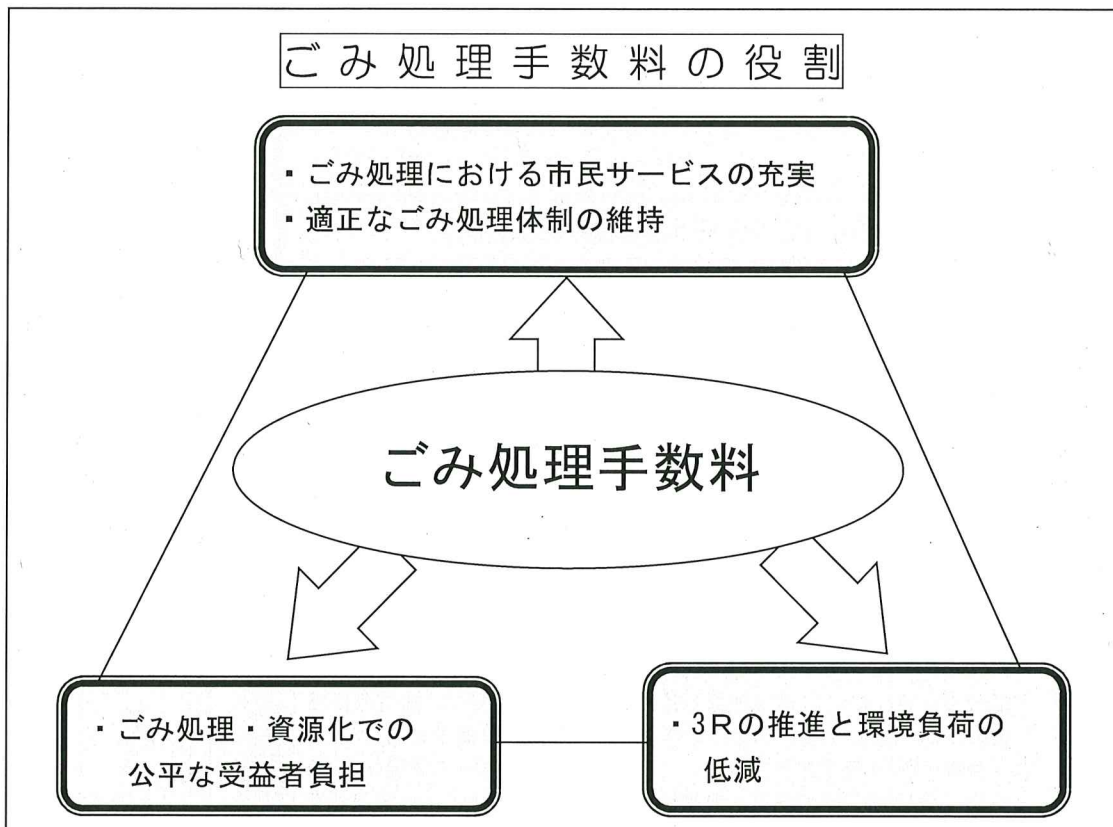 ごみ処理手数料の役割
・ごみ処理における市民サービスの充実
・適正なごみ処理体制の維持
ごみ処理手数料
・ごみ処理・資源化での
公平な受益者負担
・3Rの推進と環境負荷の
低減